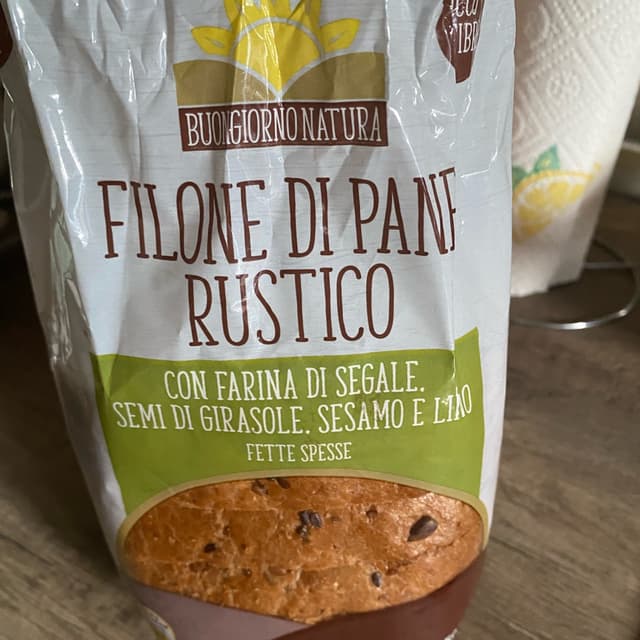 BUONGIORNO NATURA
FILONE DI PANE
RUSTICO
CON FARINA DI SEGALE,
SEMI DI GIRASOLE, SESAMO E LINO
FETTE SPESSE